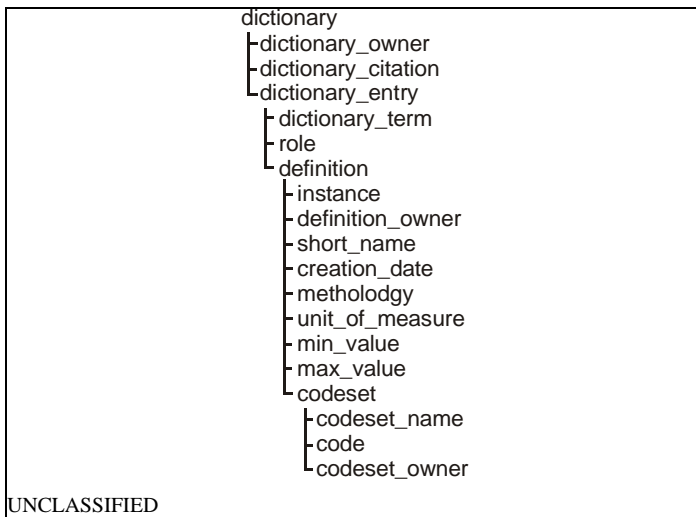 dictionary
dictionary_owner
dictionary_citation
dictionary_entry
dictionary_term
role
definition
instance
definition_owner
short_name
creation_date
metholodgy
unit_of_measure
min_value
max_value
codeset
codeset_name
code
codeset_owner
UNCLASSIFIED